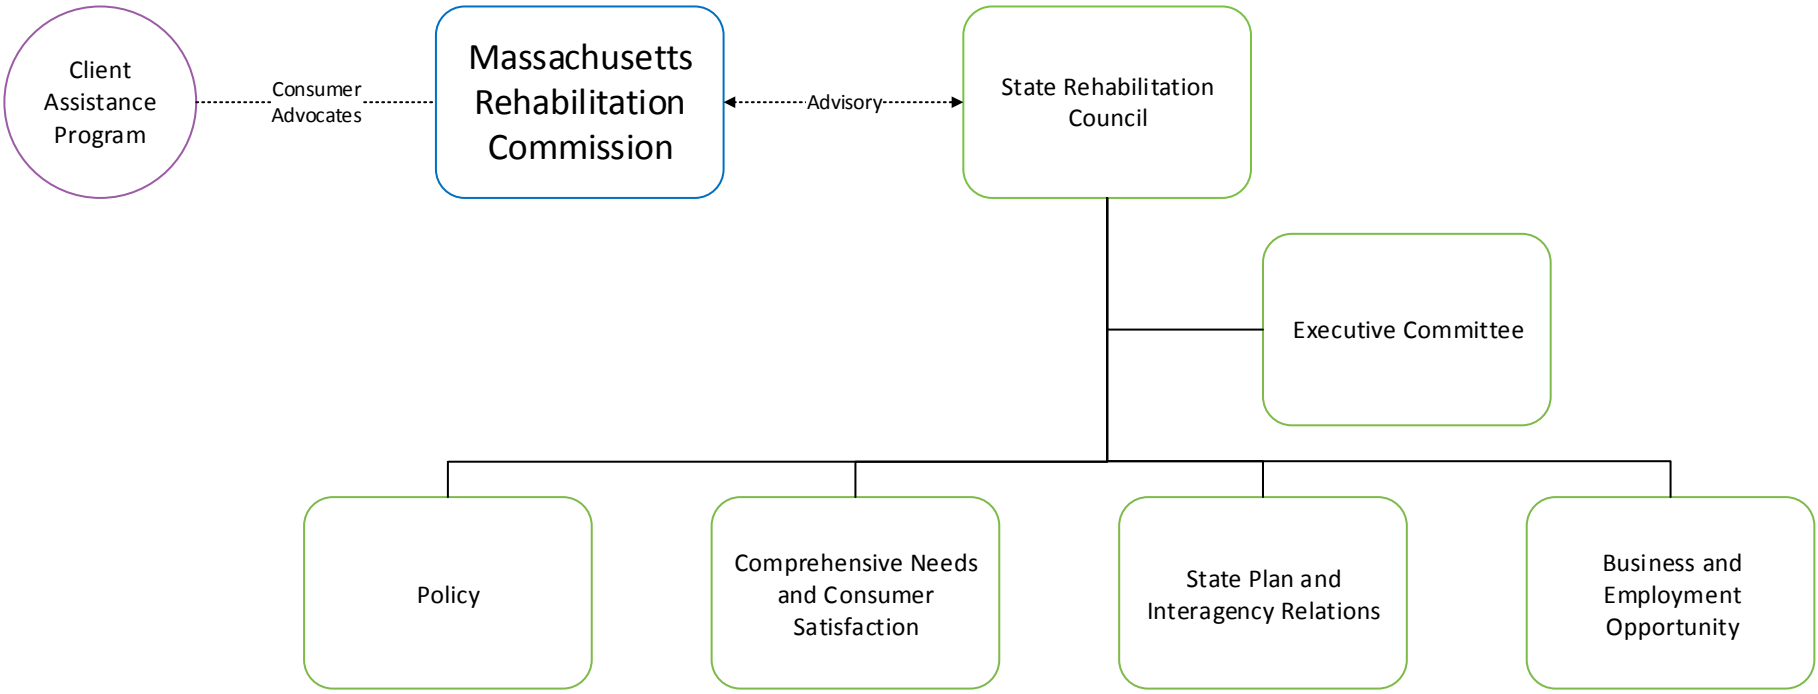 Client
Assistance
Program
Consumer
Advocates
Massachusetts
Rehabilitation
Commission
Advisory
State Rehabilitation
Council
Executive Committee
Policy
Comprehensive Needs
and Consumer
Satisfaction
State Plan and
Interagency Relations
Business and
Employment
Opportunity